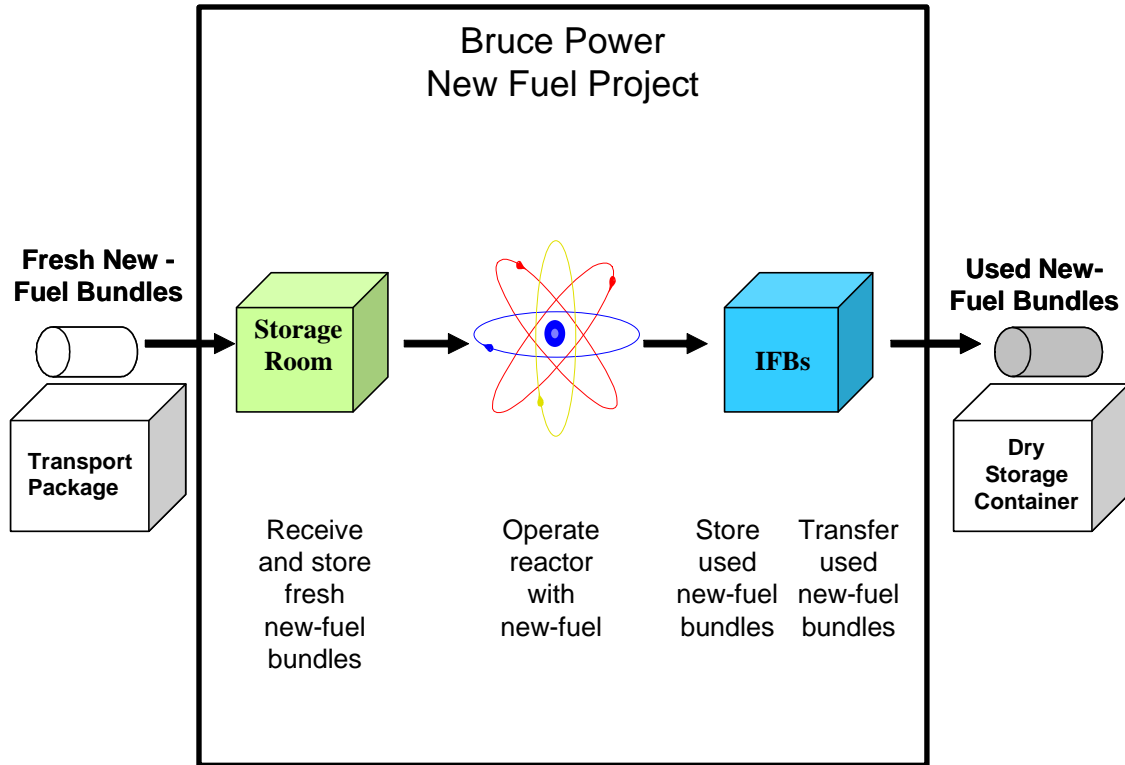 Bruce Power
New Fuel Project
Fresh New -
Fuel Bundles
Transport
Package
Storage
Room
IFBs
Used New-
Fuel Bundles
Dry
Storage
Container
Receive
and store
fresh
new-fuel
bundles
Operate
reactor
with
new-fuel
Store
used
new-fuel
bundles
Transfer
used
new-fuel
bundles